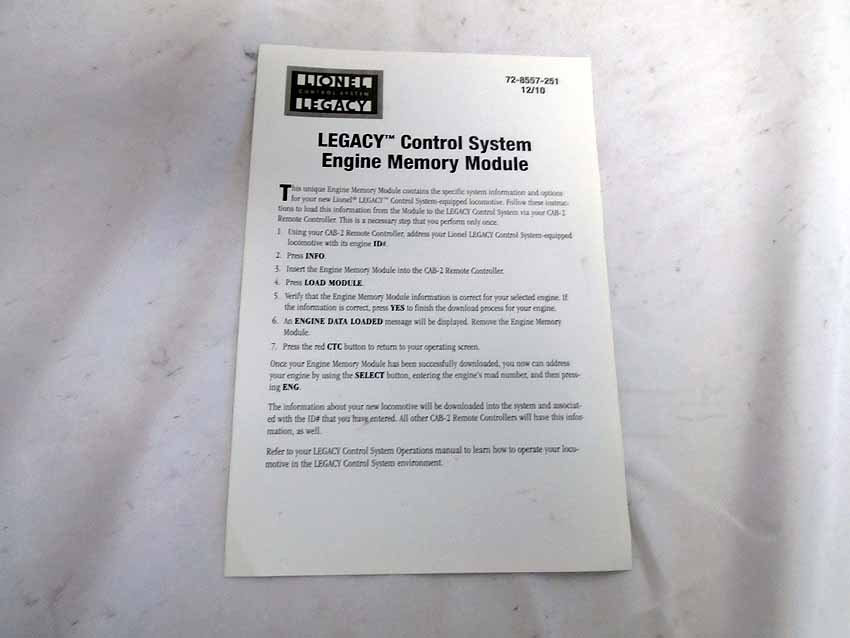 LIONEL
CONTROL SYSTEM
LEGACY
72-8557-251
12/10
LEGACY™ Control System
Engine Memory Module
This unique Engine Memory Module contains the specific system information and options
for your new Lionel® LEGACY™ Control System-equipped locomotive. Follow these instruc-
tions to load this information from the Module to the LEGACY Control System via your CAB-2
Remote Controller. This is a necessary step that you perform only once.
1. Using your CAB-2 Remote Controller, address your Lionel LEGACY Control System-equipped
locomotive with its engine ID#.
2. Press INFO.
3. Insert the Engine Memory Module into the CAB-2 Remote Controller.
4. Press LOAD MODULE.
5. Verify that the Engine Memory Module information is correct for your selected engine. If
the information is correct, press YES to finish the download process for your engine.
6. An ENGINE DATA LOADED message will be displayed. Remove the Engine Memory
Module.
7. Press the red CTC button to return to your operating screen.
Once your Engine Memory Module has been successfully downloaded, you now can address
your engine by using the SELECT button, entering the engine's road number, and then press-
ing ENG.
The information about your new locomotive will be downloaded into the system and associat-
ed with the ID# that you have entered. All other CAB-2 Remote Controllers will have this infor-
mation, as well.
Refer to your LEGACY Control System Operations manual to learn how to operate your loco-
motive in the LEGACY Control System environment.